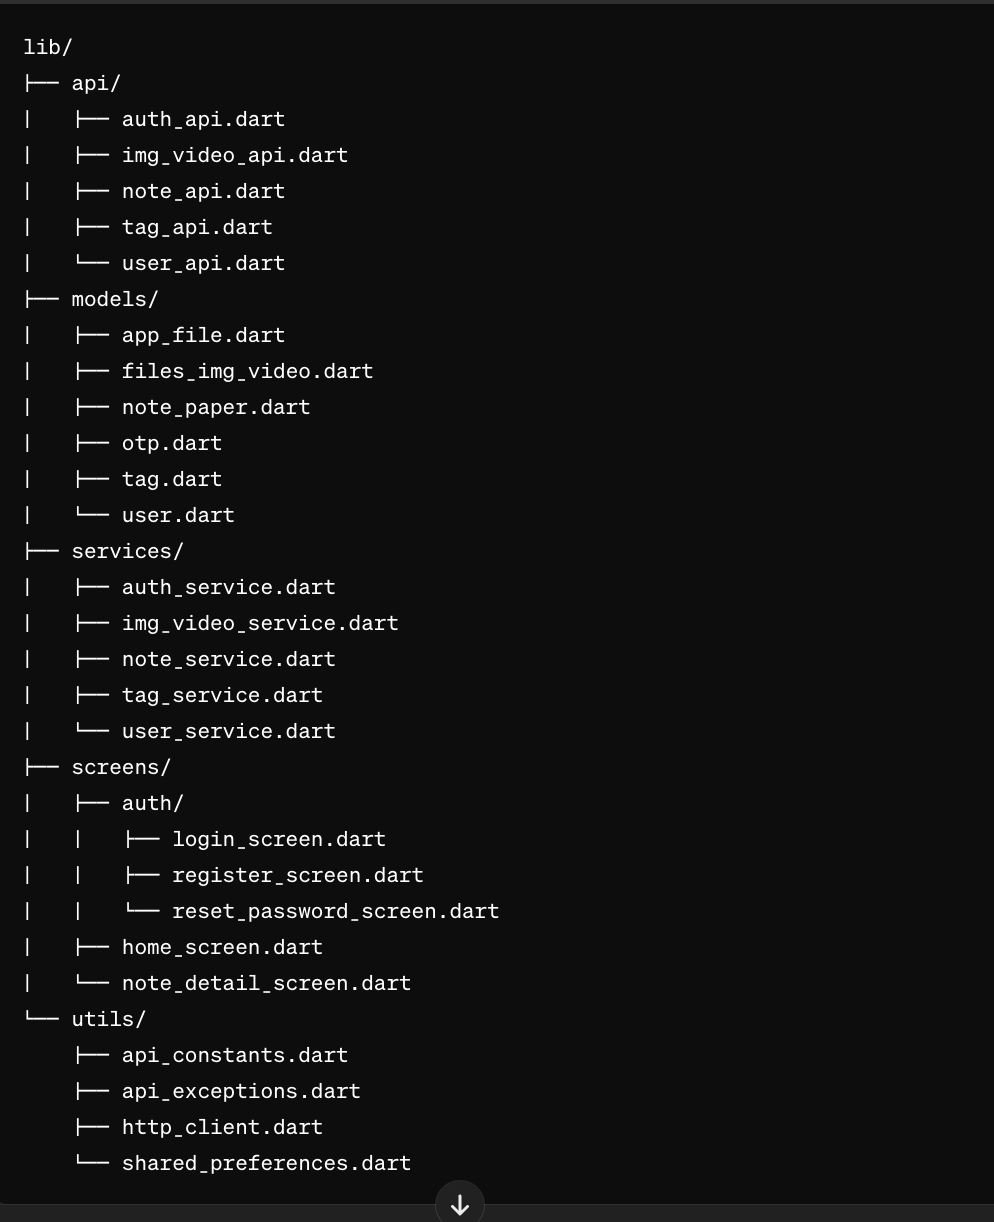 lib/
├── api/
│   ├── auth_api.dart
│   ├── img_video_api.dart
│   ├── note_api.dart
│   ├── tag_api.dart
│   └── user_api.dart
├── models/
│   ├── app_file.dart
│   ├── files_img_video.dart
│   ├── note_paper.dart
│   ├── otp.dart
│   ├── tag.dart
│   └── user.dart
├── services/
│   ├── auth_service.dart
│   ├── img_video_service.dart
│   ├── note_service.dart
│   ├── tag_service.dart
│   └── user_service.dart
├── screens/
│   ├── auth/
│   │   ├── login_screen.dart
│   │   ├── register_screen.dart
│   │   └── reset_password_screen.dart
│   ├── home_screen.dart
│   └── note_detail_screen.dart
└── utils/
    ├── api_constants.dart
    ├── api_exceptions.dart
    ├── http_client.dart
    └── shared_preferences.dart